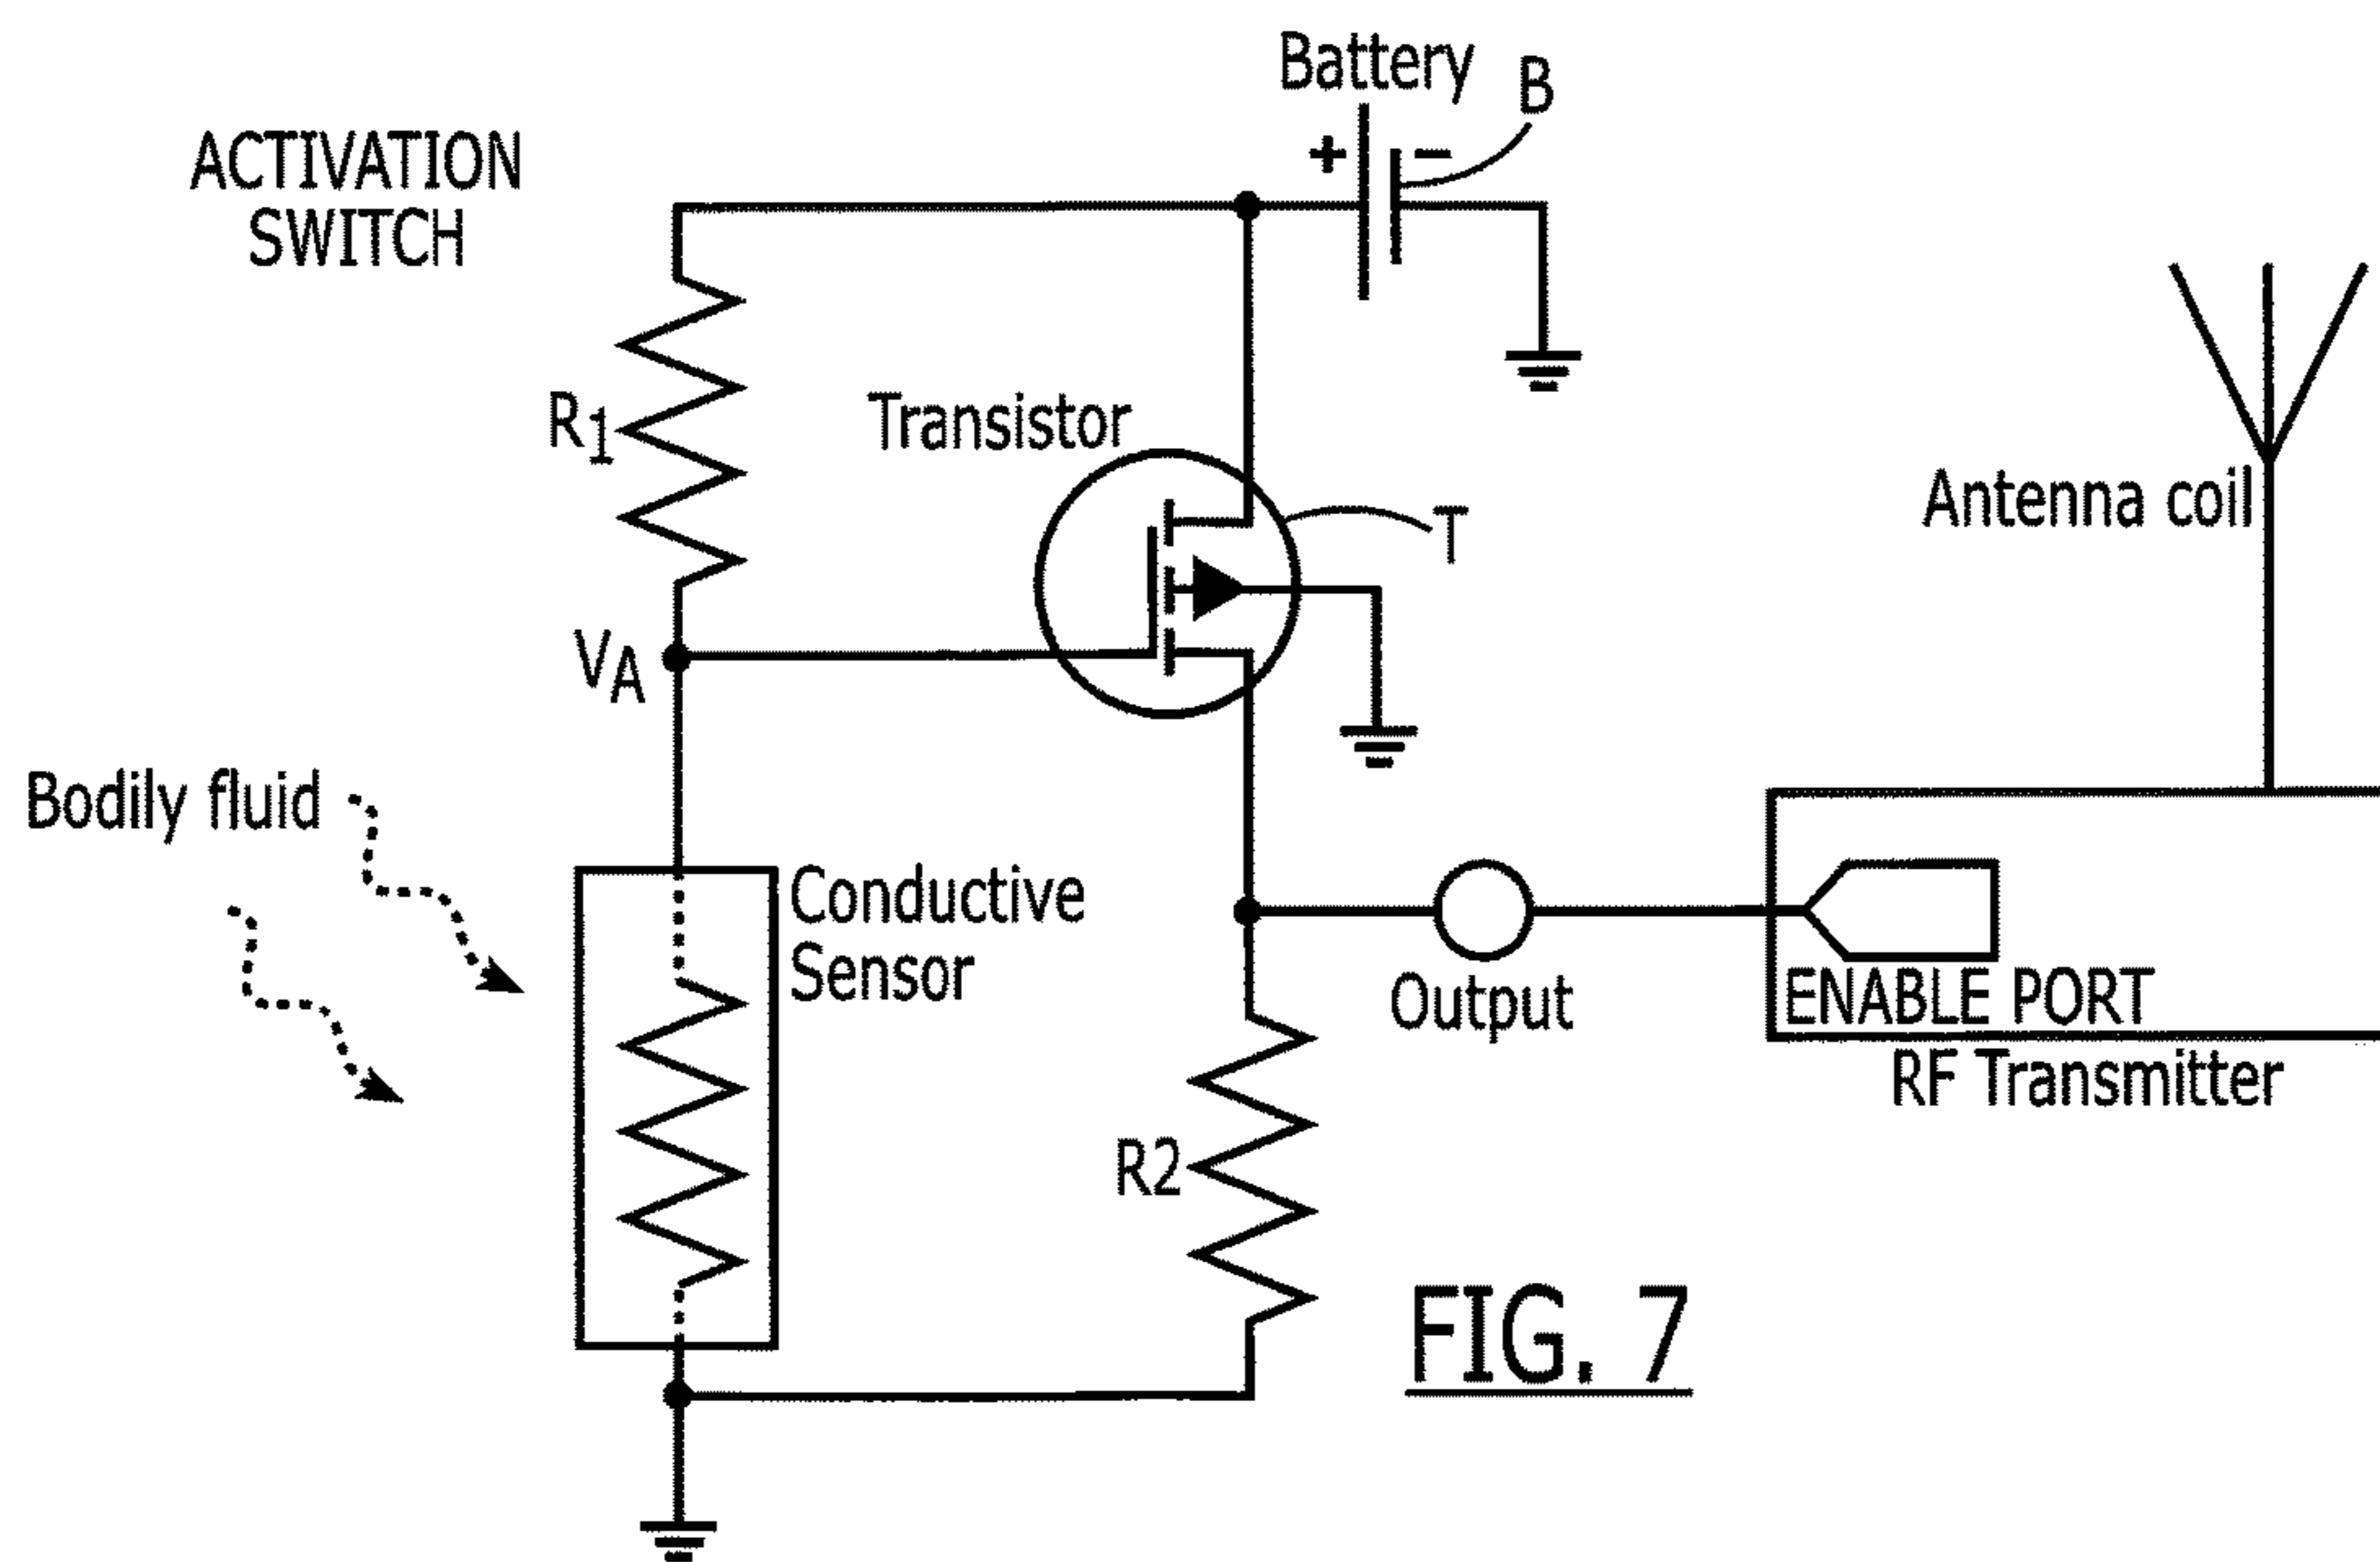 Battery
B
+ -
ACTIVATION
SWITCH
R1
Transistor
T
Antenna coil
VA
Bodily fluid
Conductive
Sensor
Output
ENABLE PORT
RF Transmitter
R2
FIG. 7